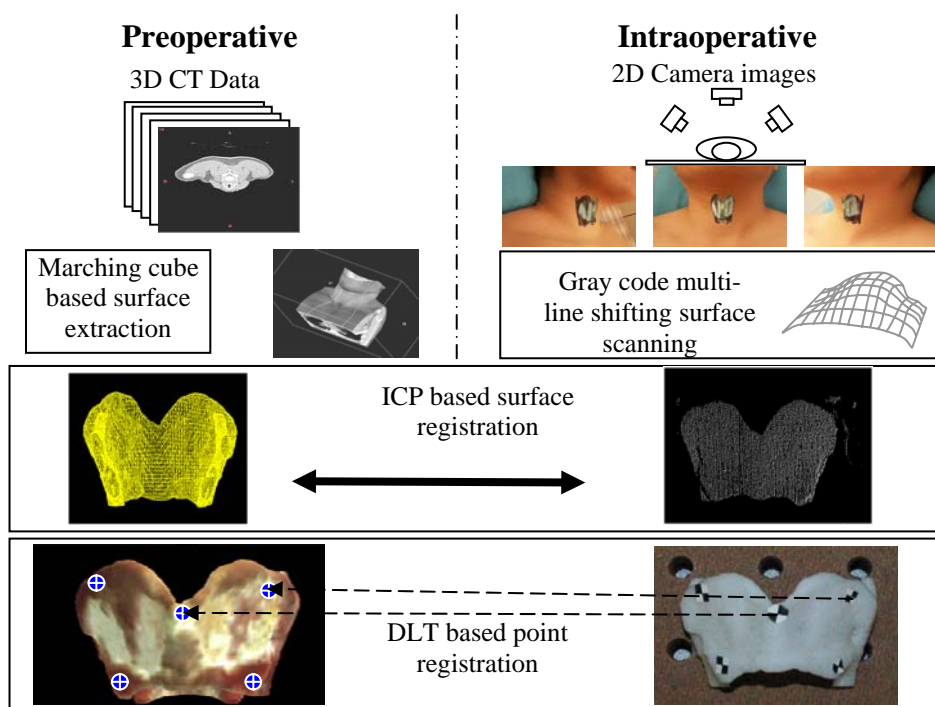 Preoperative
3D CT Data
Marching cube
based surface
extraction
Intraoperative
2D Camera images
Gray code multi-
line shifting surface
scanning
ICP based surface
registration
DLT based point
registration